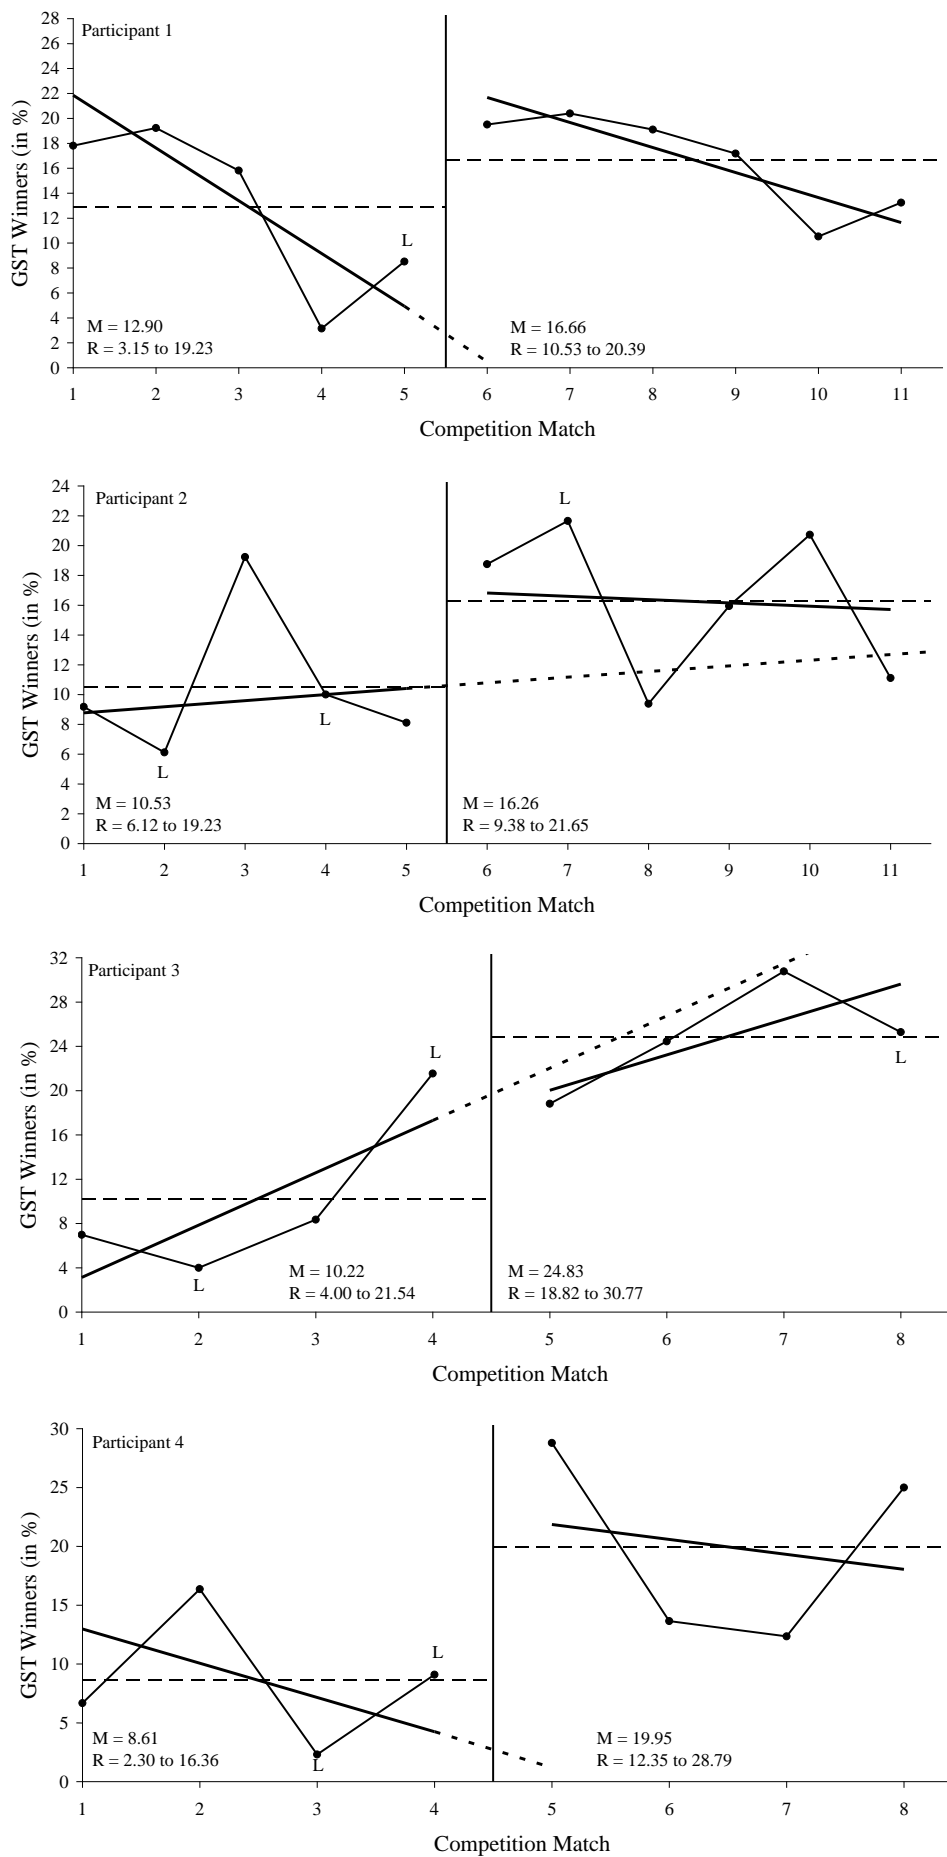 Participant 1
GST Winners (in %)
28
26
24
22
20
18
16
14
12
10
8
6
4
2
0
L
M = 12.90
R = 3.15 to 19.23
M = 16.66
R = 10.53 to 20.39
1 2 3 4 5 6 7 8 9 10 11
Competition Match
Participant 2
GST Winners (in %)
24
22
20
18
16
14
12
10
8
6
4
2
0
L
L
L
M = 10.53
R = 6.12 to 19.23
M = 16.26
R = 9.38 to 21.65
1 2 3 4 5 6 7 8 9 10 11
Competition Match
Participant 3
GST Winners (in %)
32
28
24
20
16
12
8
4
0
L
L
L
M = 10.22
R = 4.00 to 21.54
M = 24.83
R = 18.82 to 30.77
1 2 3 4 5 6 7 8
Competition Match
Participant 4
GST Winners (in %)
30
25
20
15
10
5
0
L
L
M = 8.61
R = 2.30 to 16.36
M = 19.95
R = 12.35 to 28.79
1 2 3 4 5 6 7 8
Competition Match